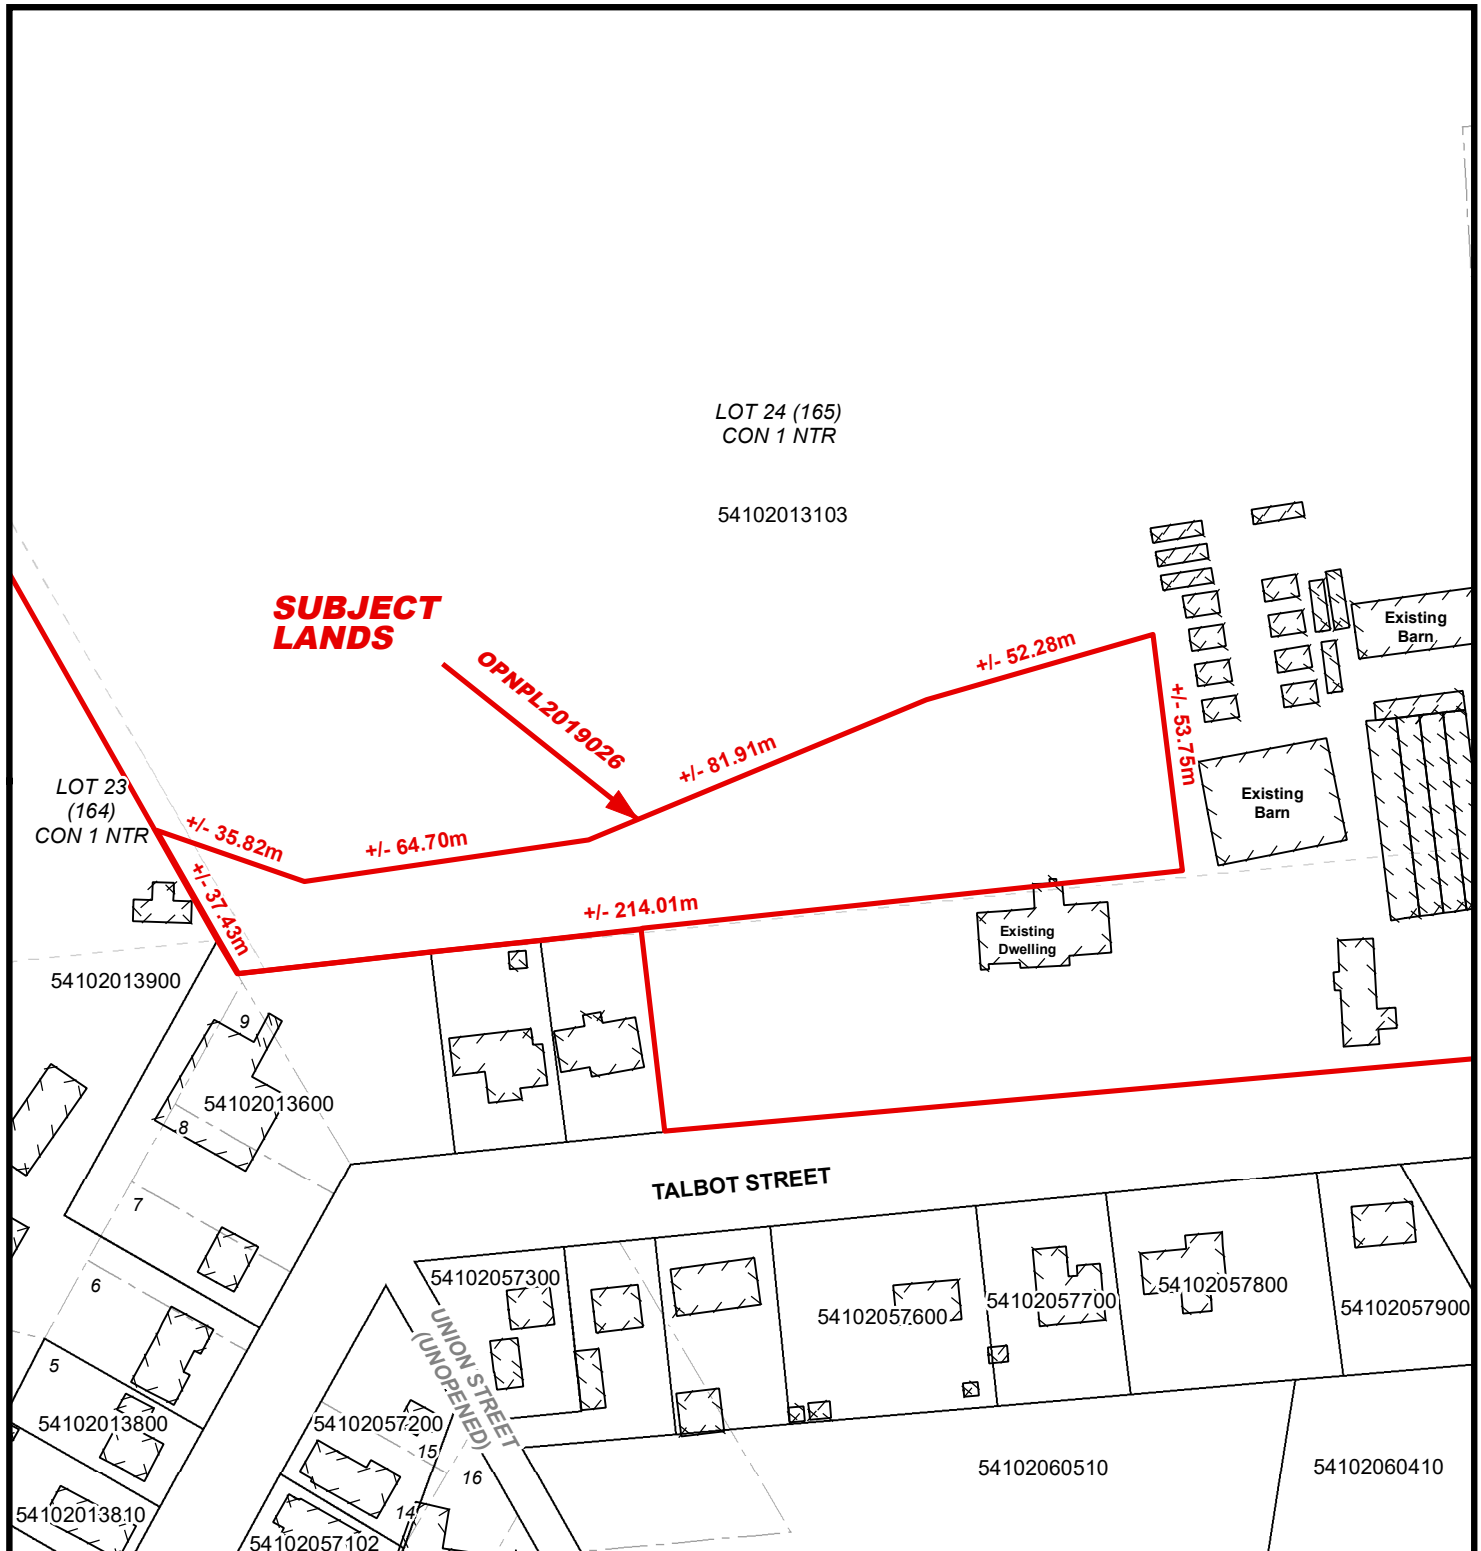 LOT 24 (165)
CON 1 NTR
54102013103
SUBJECT
LANDS
OPNPL2019026
+/- 52.28m
+/- 53.75m
+/- 81.91m
+/- 64.70m
+/- 35.82m
+/- 37.43m
+/- 214.01m
LOT 23
(164)
CON 1 NTR
Existing
Barn
Existing
Barn
Existing
Dwelling
54102013900
9
54102013600
8
7
6
5
54102013800
54102013810
TALBOT STREET
54102057300
UNION STREET
(UNOPENED)
54102057600
54102057700
54102057800
54102057900
54102057200
15
16
14
54102057102
54102060510
54102060410